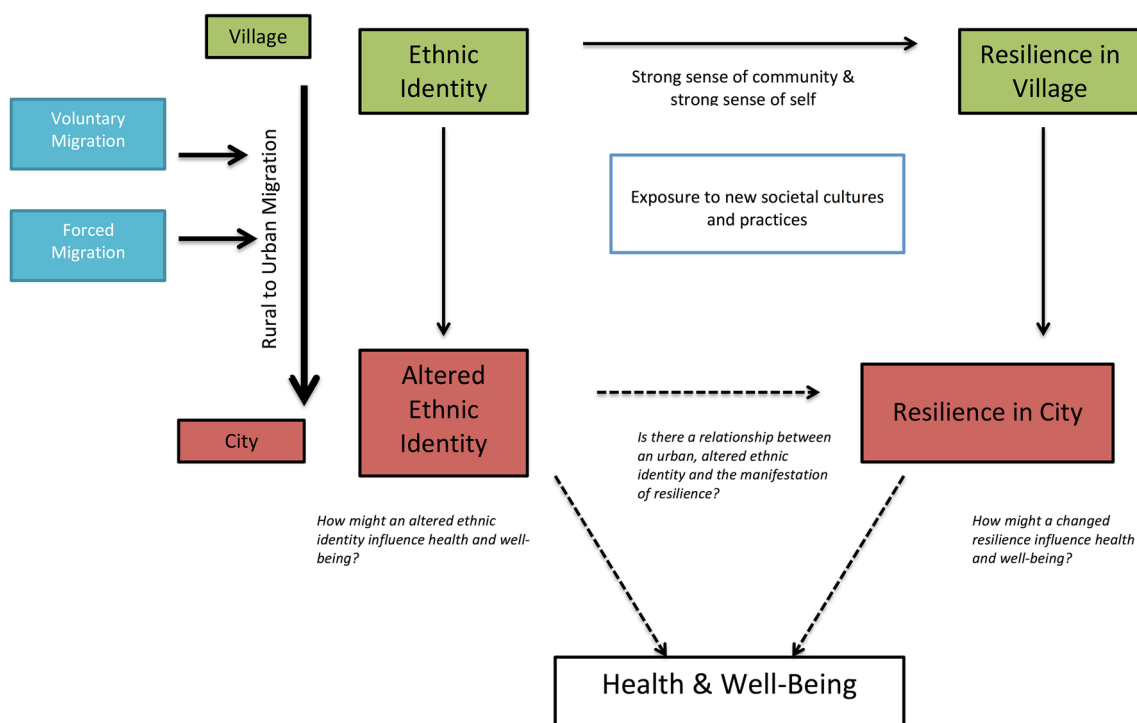 Village
Ethnic
Identity
Strong sense of community &
strong sense of self
Resilience in
Village
Voluntary
Migration
Forced
Migration
Rural to Urban Migration
Exposure to new societal cultures
and practices
City
Altered
Ethnic
Identity
Resilience in City
Is there a relationship between
an urban, altered ethnic
identity and the manifestation
of resilience?
How might an altered ethnic
identity influence health and well-
being?
How might a changed
resilience influence health
and well-being?
Health & Well-Being